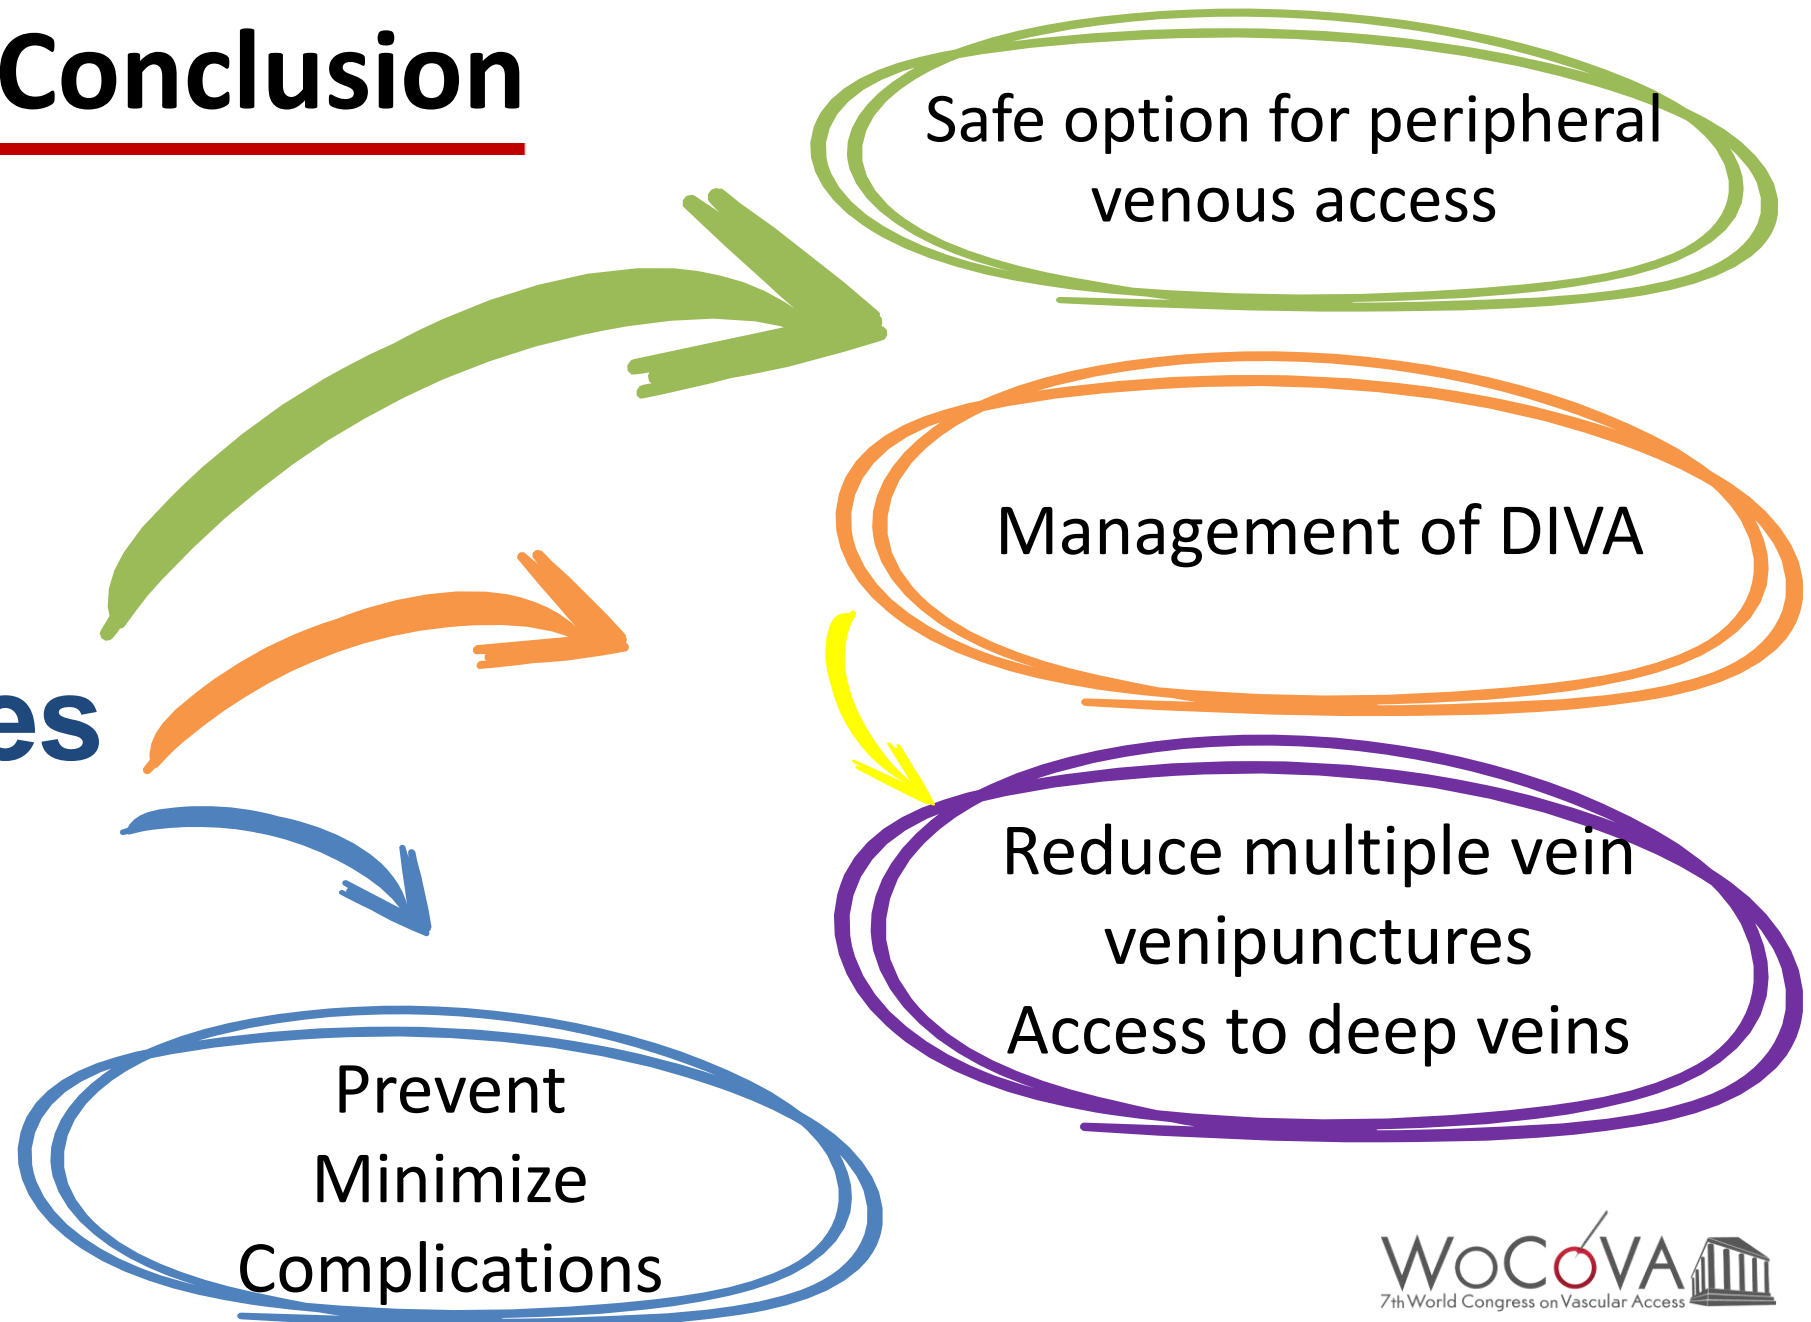 Conclusion
Safe option for peripheral
venous access
Management of DIVA
es
Reduce multiple vein
venipunctures
Access to deep veins
Prevent
Minimize
Complications
WoCoVA
7th World Congress on Vascular Access